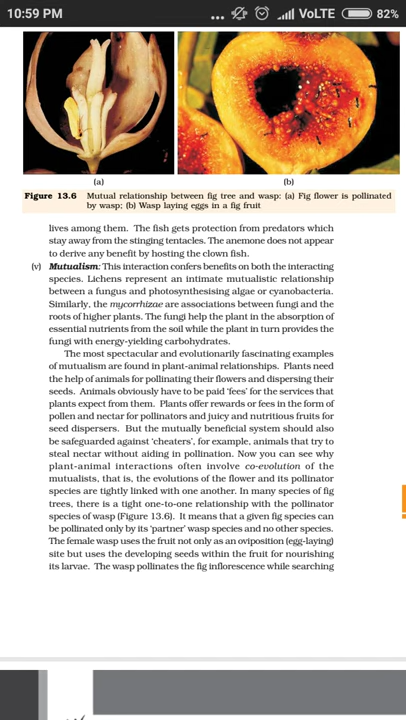 10:59 PM ... VoLTE 82%
(a) (b)
Figure 13.6 Mutual relationship between fig tree and wasp: (a) Fig flower is pollinated
by wasp; (b) Wasp laying eggs in a fig fruit
lives among them. The fish gets protection from predators which
stay away from the stinging tentacles. The anemone does not appear
to derive any benefit by hosting the clown fish.
(v) Mutualism: This interaction confers benefits on both the interacting
species. Lichens represent an intimate mutualistic relationship
between a fungus and photosynthesising algae or cyanobacteria.
Similarly, the mycorrhizae are associations between fungi and the
roots of higher plants. The fungi help the plant in the absorption of
essential nutrients from the soil while the plant in turn provides the
fungi with energy-yielding carbohydrates.
The most spectacular and evolutionarily fascinating examples
of mutualism are found in plant-animal relationships. Plants need
the help of animals for pollinating their flowers and dispersing their
seeds. Animals obviously have to be paid ‘fees’ for the services that
plants expect from them. Plants offer rewards or fees in the form of
pollen and nectar for pollinators and juicy and nutritious fruits for
seed dispersers. But the mutually beneficial system should also
be safeguarded against ‘cheaters’, for example, animals that try to
steal nectar without aiding in pollination. Now you can see why
plant-animal interactions often involve co-evolution of the
mutualists, that is, the evolutions of the flower and its pollinator
species are tightly linked with one another. In many species of fig
trees, there is a tight one-to-one relationship with the pollinator
species of wasp (Figure 13.6). It means that a given fig species can
be pollinated only by its ‘partner’ wasp species and no other species.
The female wasp uses the fruit not only as an oviposition (egg-laying)
site but uses the developing seeds within the fruit for nourishing
its larvae. The wasp pollinates the fig inflorescence while searching